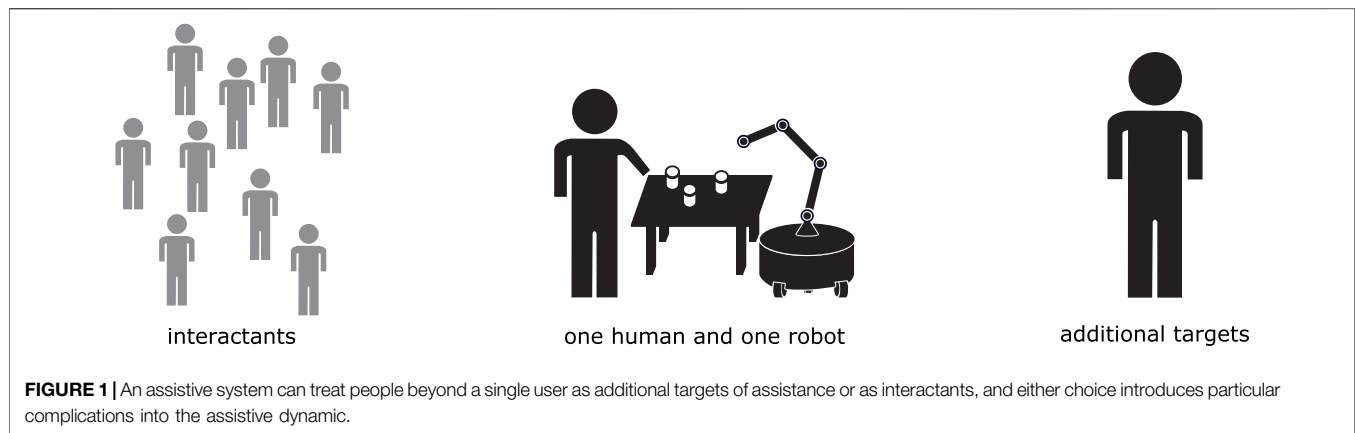 interactants
one human and one robot
additional targets
FIGURE 1 | An assistive system can treat people beyond a single user as additional targets of assistance or as interactants, and either choice introduces particular
complications into the assistive dynamic.